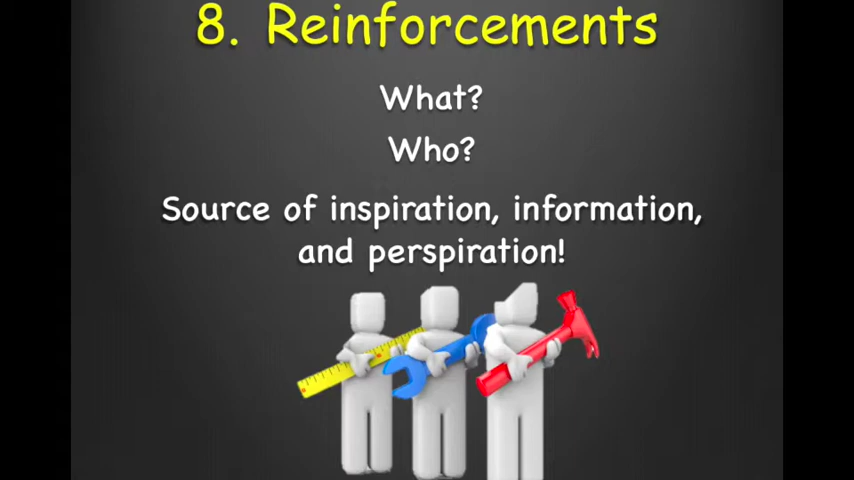 8. Reinforcements
What?
Who?
Source of inspiration, information,
and perspiration!